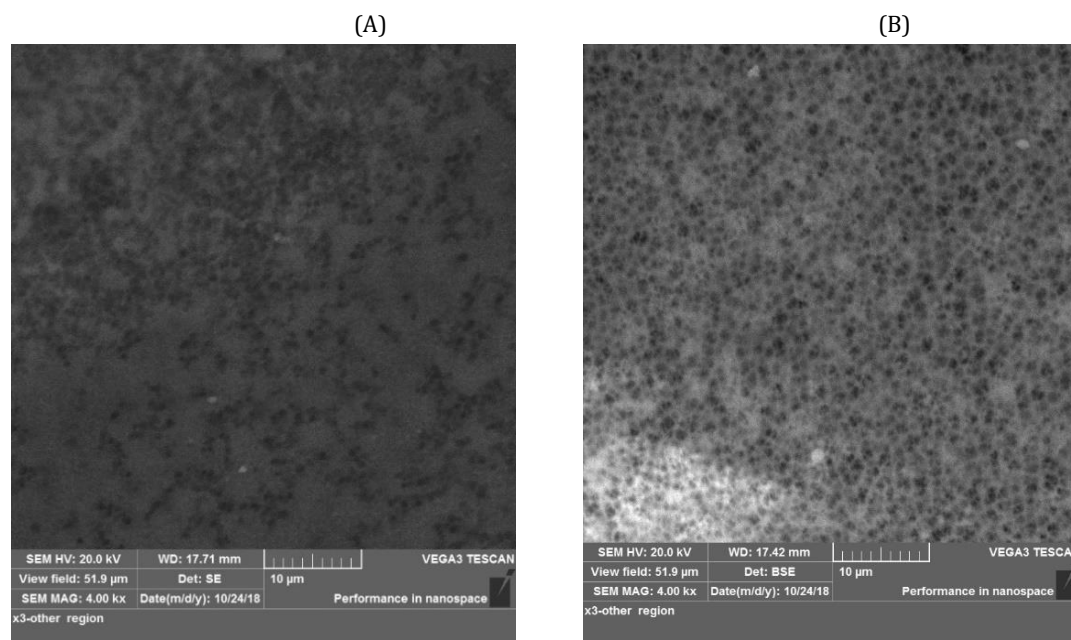 (A)
(B)
SEM HV: 20.0 kV WD: 17.71 mm VEGA3 TESCAN
View field: 51.9 µm Det: SE 10 µm
SEM MAG: 4.00 kx Date(m/d/y): 10/24/18 Performance in nanospace
x3-other region
SEM HV: 20.0 kV WD: 17.42 mm VEGA3 TESCA
View field: 51.9 µm Det: BSE 10 µm
SEM MAG: 4.00 kx Date(m/d/y): 10/24/18 Performance in nanospace
x3-other region